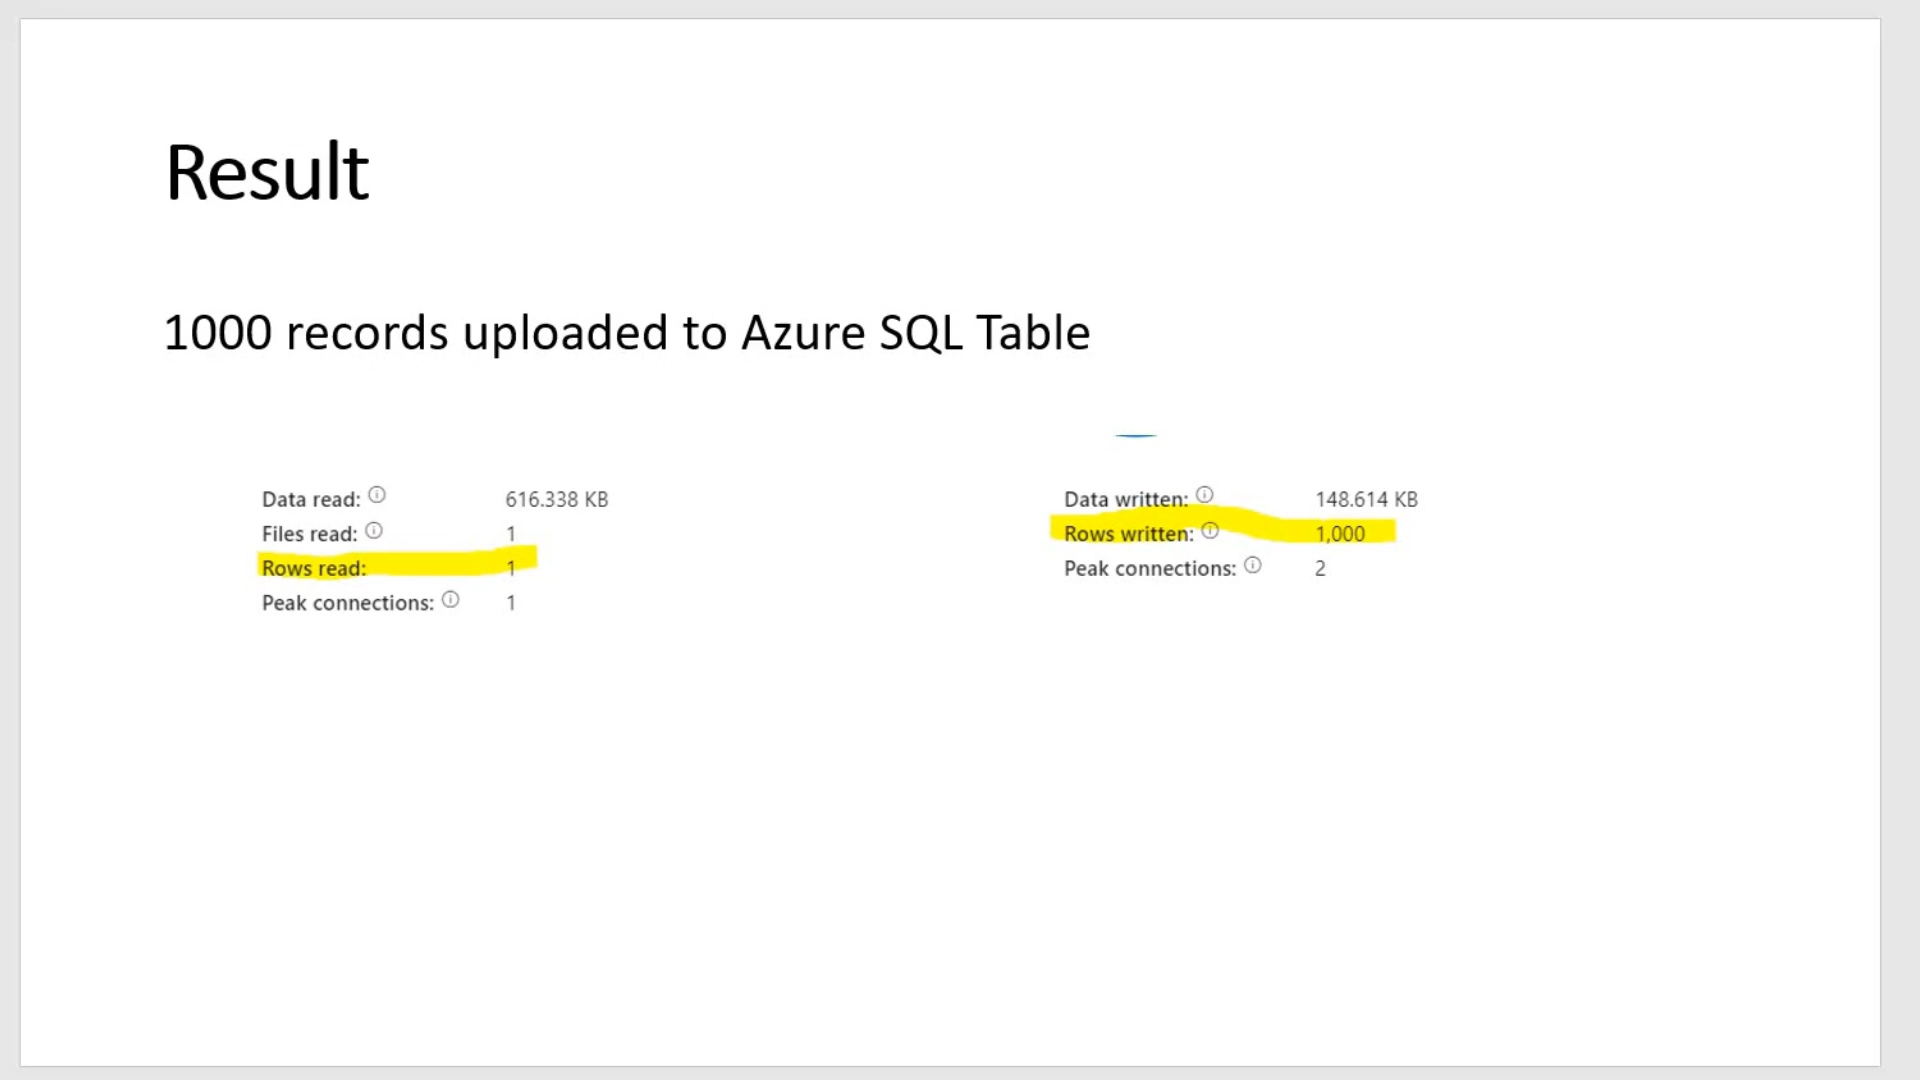 Result
1000 records uploaded to Azure SQL Table
Data read: 616.338 KB
Files read: 1
Rows read: 1
Peak connections: 1
Data written: 148.614 KB
Rows written: 1,000
Peak connections: 2